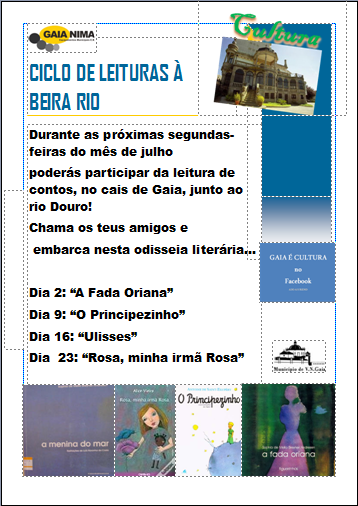 GAIA NIMA
Cultura
CICLO DE LEITURAS À
BEIRA RIO
Durante as próximas segundas-
feiras do mês de julho
poderás participar da leitura de
contos, no cais de Gaia, junto ao
rio Douro!
Chama os teus amigos e
embarca nesta odisseia literária...
GAIA É CULTURA
no
Facebook
Dia 2: “A Fada Oriana”
Dia 9: “O Principezinho”
Dia 16: “Ulisses”
Dia 23: “Rosa, minha irmã Rosa”
Município de V.N.Gaia
a menina do mar
Alice Vieira
Rosa, minha irmã Rosa
O Principezinho
a fada oriana